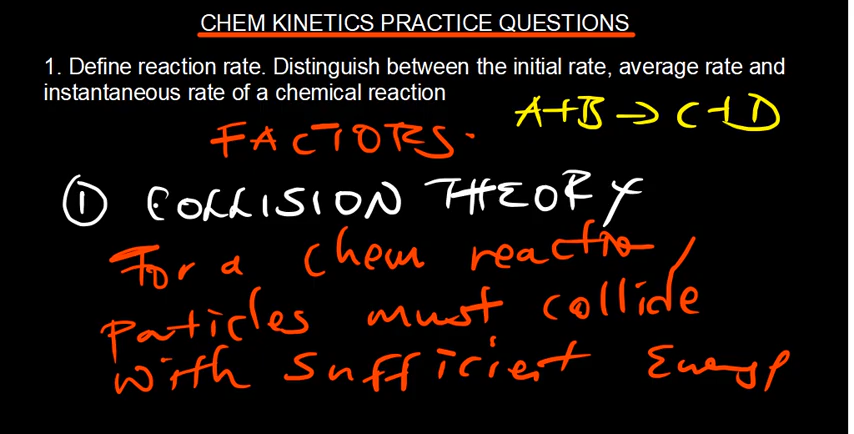 CHEM KINETICS PRACTICE QUESTIONS
1. Define reaction rate. Distinguish between the initial rate, average rate and
instantaneous rate of a chemical reaction
A+B → C+D
FACTORS.
① COLLISION THEORY
For a chem reaction,
particles must collide
with sufficient Energy